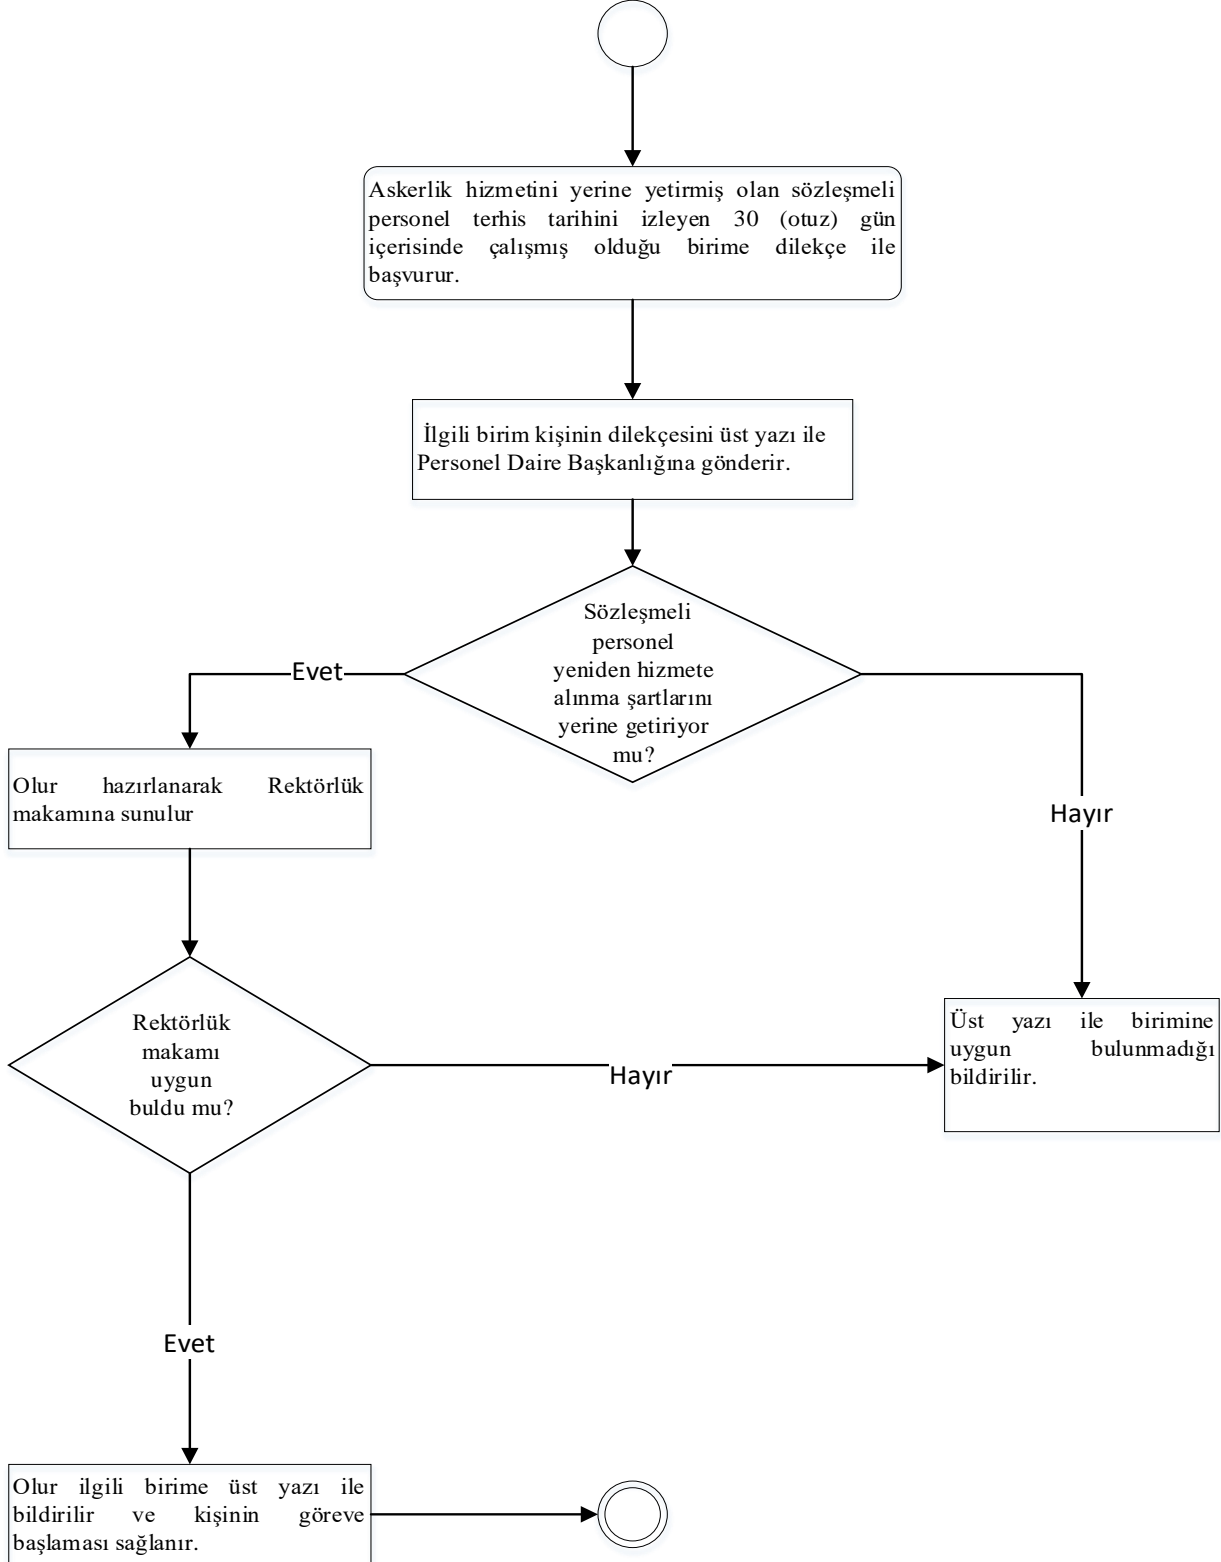 Askerlik hizmetini yerine yetirmiş olan sözleşmeli
personel terhis tarihini izleyen 30 (otuz) gün
içerisinde çalışmış olduğu birime dilekçe ile
başvurur.
İlgili birim kişinin dilekçesini üst yazı ile
Personel Daire Başkanlığına gönderir.
Sözleşmeli
personel
yeniden hizmete
alınma şartlarını
yerine getiriyor
mu?
Evet
Hayır
Olur hazırlanarak Rektörlük
makamına sunulur
Rektörlük
makamı
uygun
buldu mu?
Hayır
Üst yazı ile birimine
uygun bulunmadığı
bildirilir.
Evet
Olur ilgili birime üst yazı ile
bildirilir ve kişinin göreve
başlaması sağlanır.